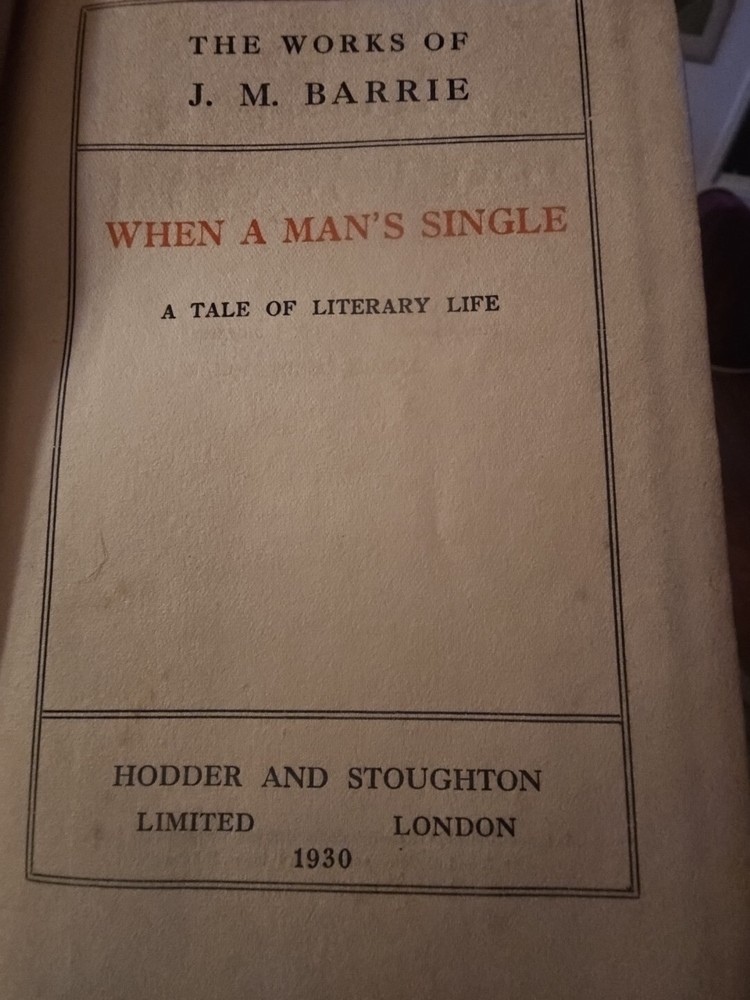 THE WORKS OF
J. M. BARRIE
WHEN A MAN'S SINGLE
A TALE OF LITERARY LIFE
HODDER AND STOUGHTON
LIMITED LONDON
1930